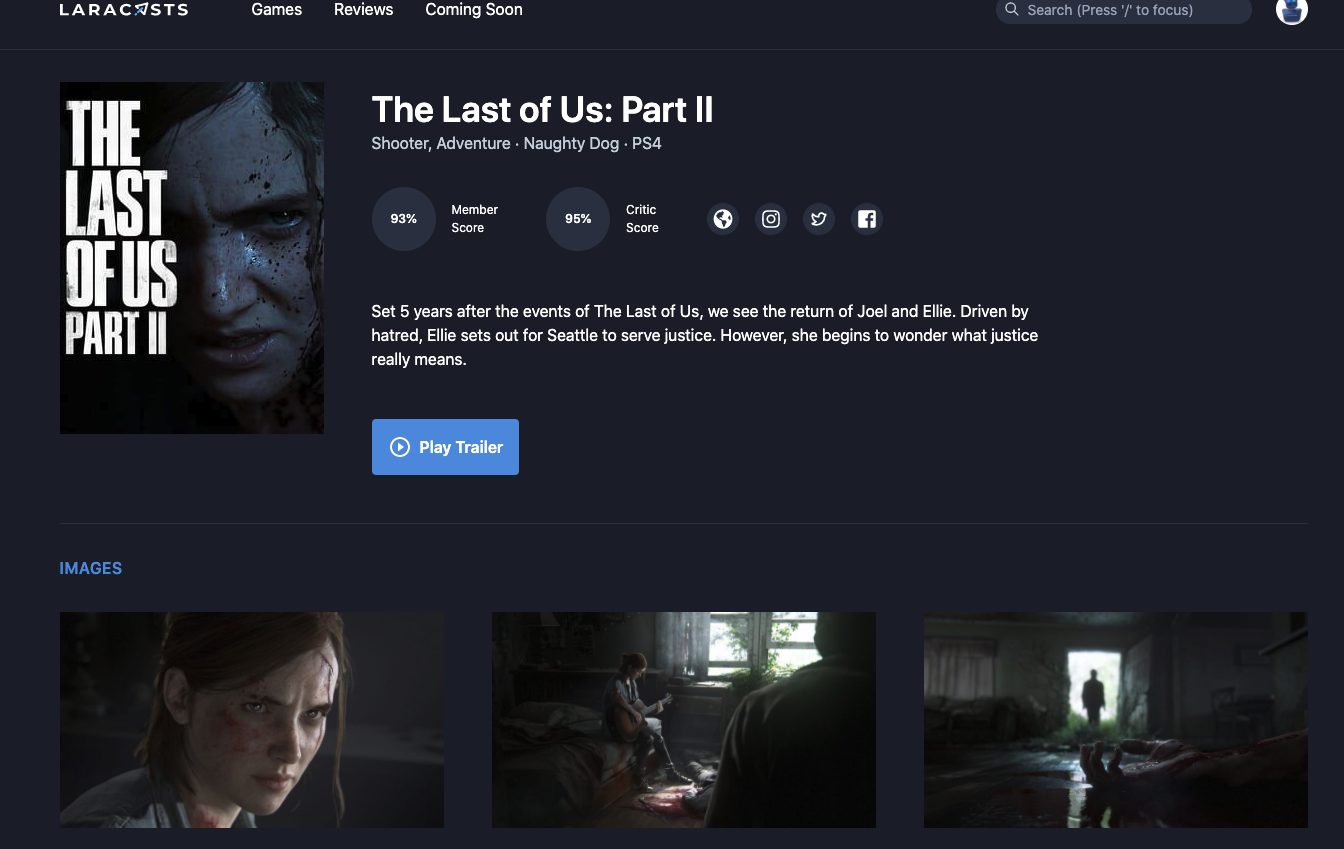 LARACASTS
Games
Reviews
Coming Soon
Search (Press '/' to focus)
THE
LAST
OF US
PART II
The Last of Us: Part II
Shooter, Adventure · Naughty Dog · PS4
93%
Member
Score
95%
Critic
Score
Set 5 years after the events of The Last of Us, we see the return of Joel and Ellie. Driven by
hatred, Ellie sets out for Seattle to serve justice. However, she begins to wonder what justice
really means.
Play Trailer
IMAGES